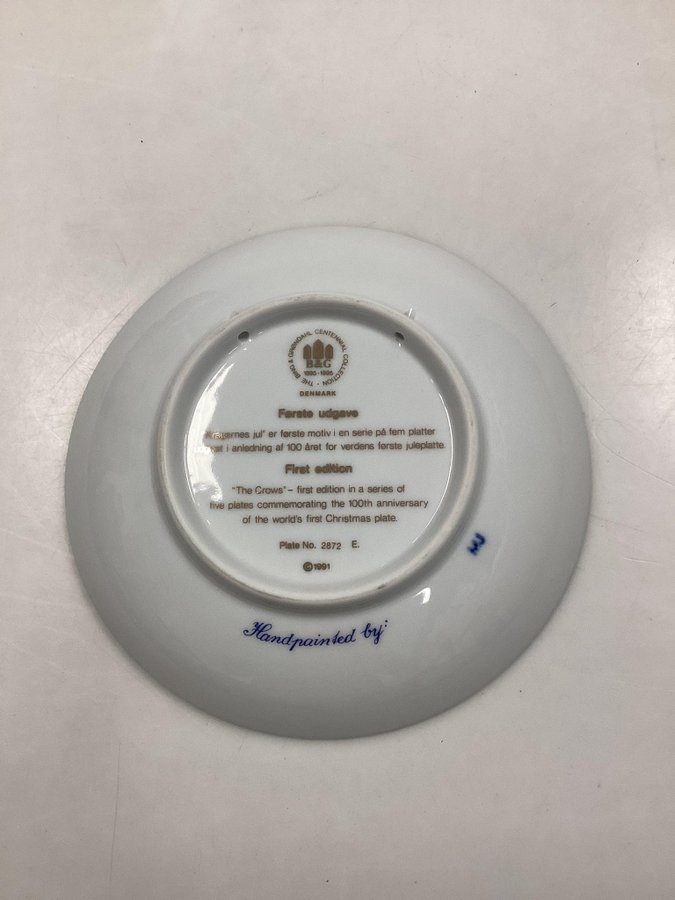 THE BING & GRØNDAHL CENTENNIAL COLLECTION
B&G
1895-1995
DENMARK
Første udgave
jul" er første motiv i en serie på fem platter
i anledning af 100 året for verdens første juleplatte.
First edition
"The Crows" – first edition in a series of
five plates commemorating the 100th anniversary
of the world's first Christmas plate.
Plate No. 2872 E.
©1991
Handpainted by: